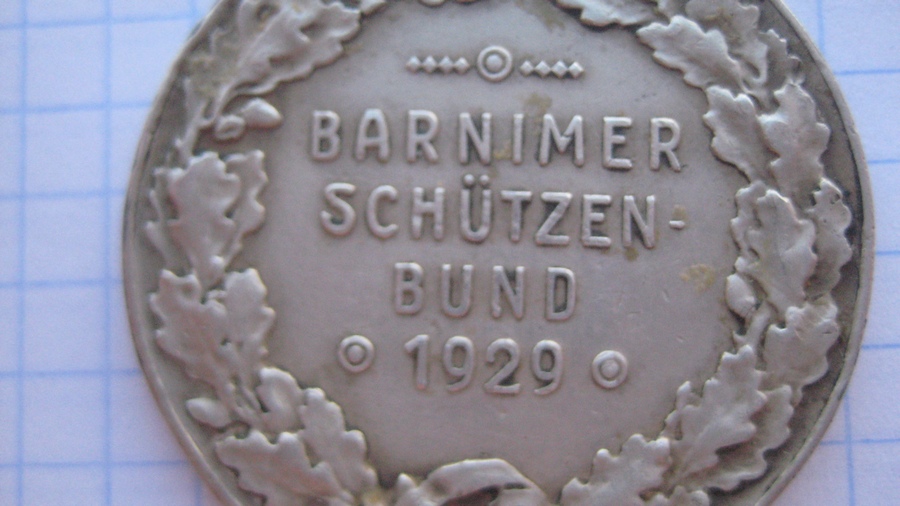 BARNIMER
SCHÜTZEN-
BUND
1929